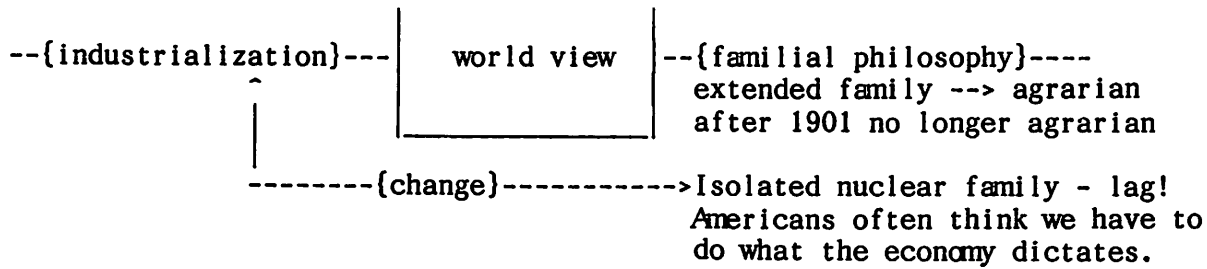 --{industrialization}--- world view --{familial philosophy}----
extended family --> agrarian
after 1901 no longer agrarian
--------{change}----------->Isolated nuclear family - lag!
Americans often think we have to
do what the economy dictates.